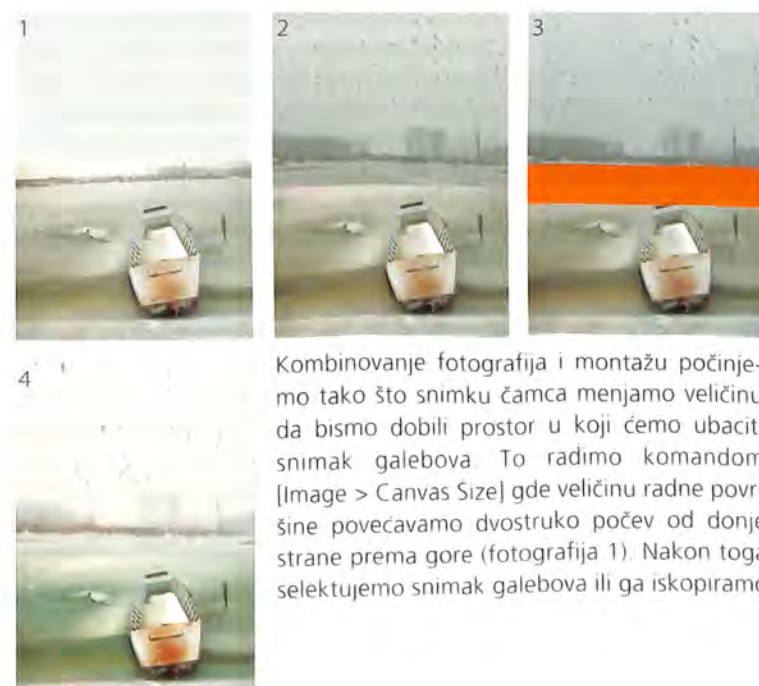 1
2
3
4
Kombinovanje fotografija i montažu počinje-
mo tako što snimku čamca menjamo veličinu
da bismo dobili prostor u koji ćemo ubacit
snimak galebova. To radimo komandom
[Image > Canvas Size] gde veličinu radne povr-
šine povećavamo dvostruko počev od donje
strane prema gore (fotografija 1). Nakon toga
selektujemo snimak galebova ili ga iskopiramo